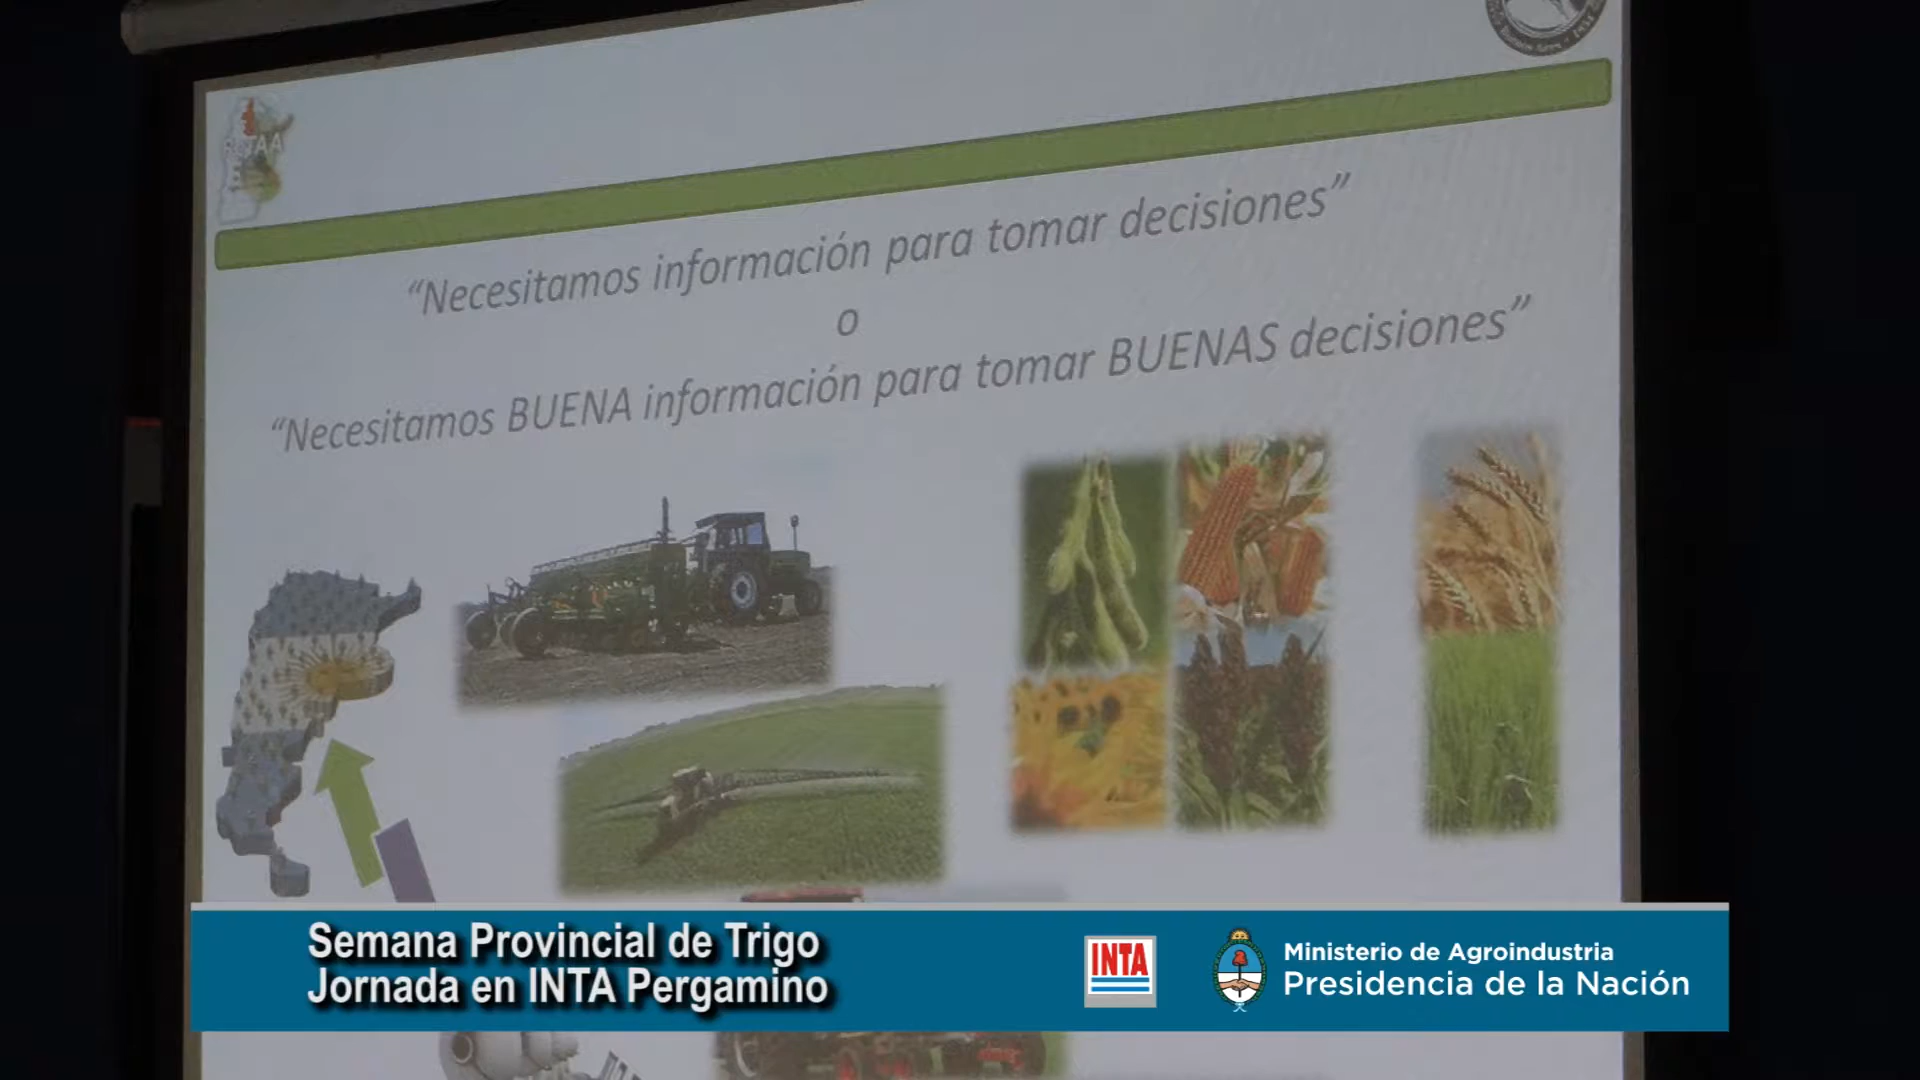 RETAA
“Necesitamos información para tomar decisiones”
o
“Necesitamos BUENA información para tomar BUENAS decisiones”
Semana Provincial de Trigo
Jornada en INTA Pergamino
INTA
Ministerio de Agroindustria
Presidencia de la Nación